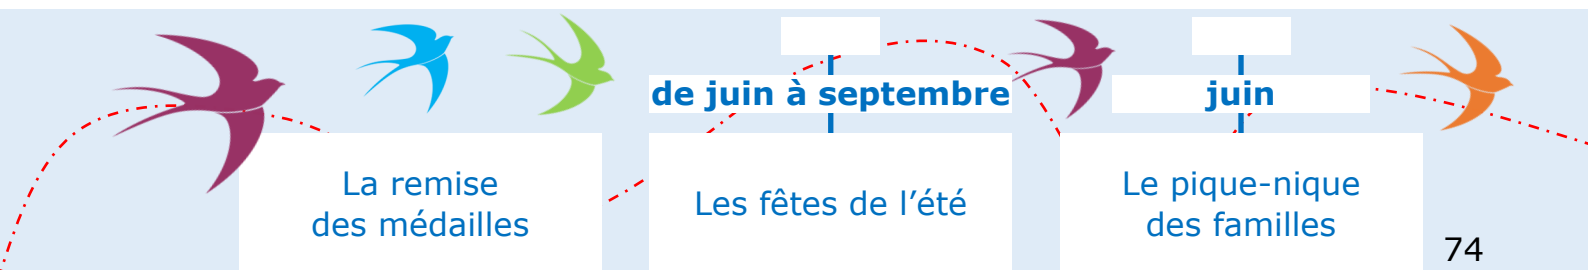 de juin à septembre
juin
La remise
des médailles
Les fêtes de l’été
Le pique-nique
des familles
74